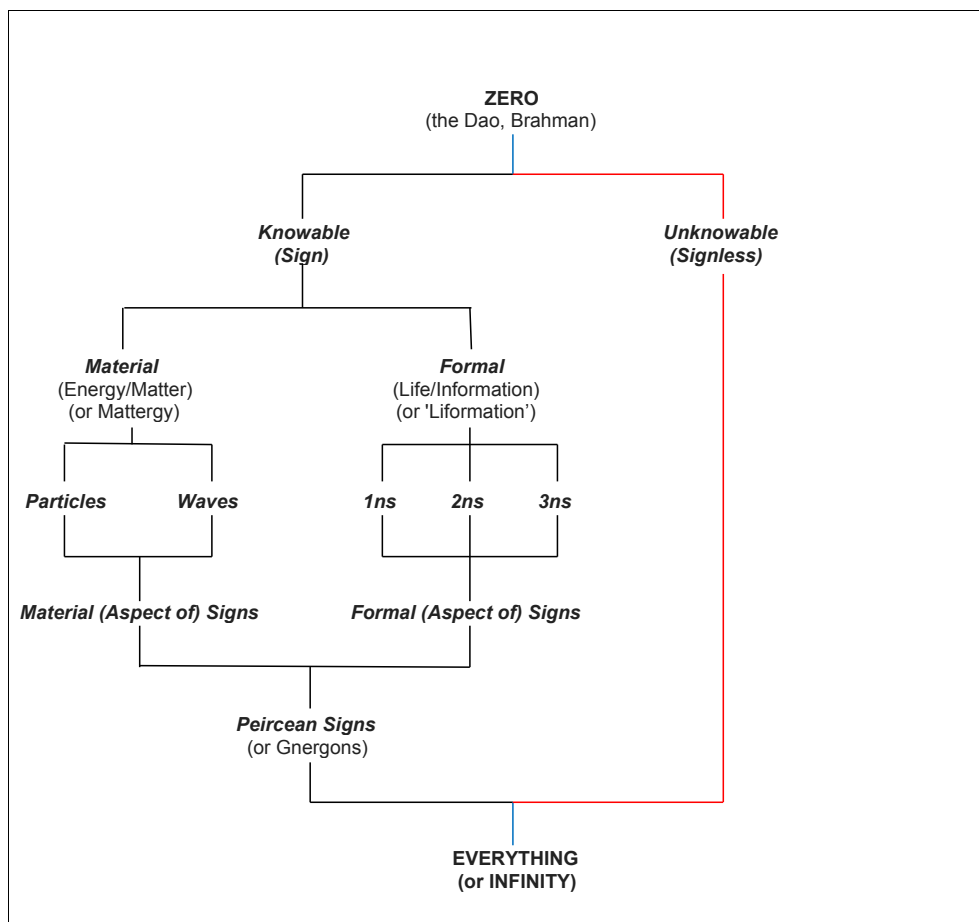 ZERO
(the Dao, Brahman)
Knowable
(Sign)
Unknowable
(Signless)
Material
(Energy/Matter)
(or Mattergy)
Formal
(Life/Information)
(or 'Liformation’)
Particles
Waves
1ns
2ns
3ns
Material (Aspect of) Signs
Formal (Aspect of) Signs
Peircean Signs
(or Gnergons)
EVERYTHING
(or INFINITY)